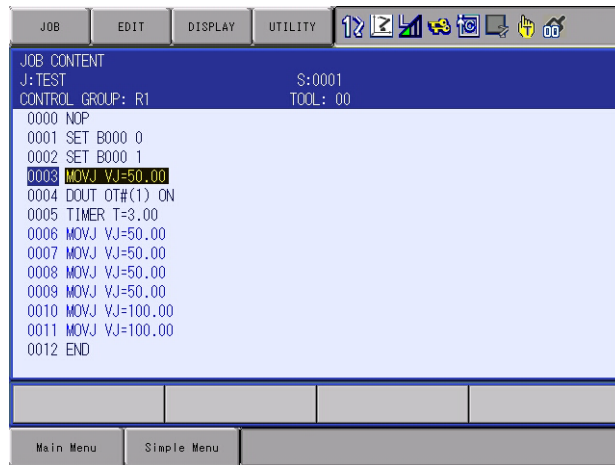 JOB EDIT DISPLAY UTILITY
JOB CONTENT
J:TEST S:0001
CONTROL GROUP: R1 TOOL: 00
0000 NOP
0001 SET B000 0
0002 SET B000 1
0003 MOVJ VJ=50.00
0004 DOUT OT#(1) ON
0005 TIMER T=3.00
0006 MOVJ VJ=50.00
0007 MOVJ VJ=50.00
0008 MOVJ VJ=50.00
0009 MOVJ VJ=50.00
0010 MOVJ VJ=100.00
0011 MOVJ VJ=100.00
0012 END
Main Menu Simple Menu